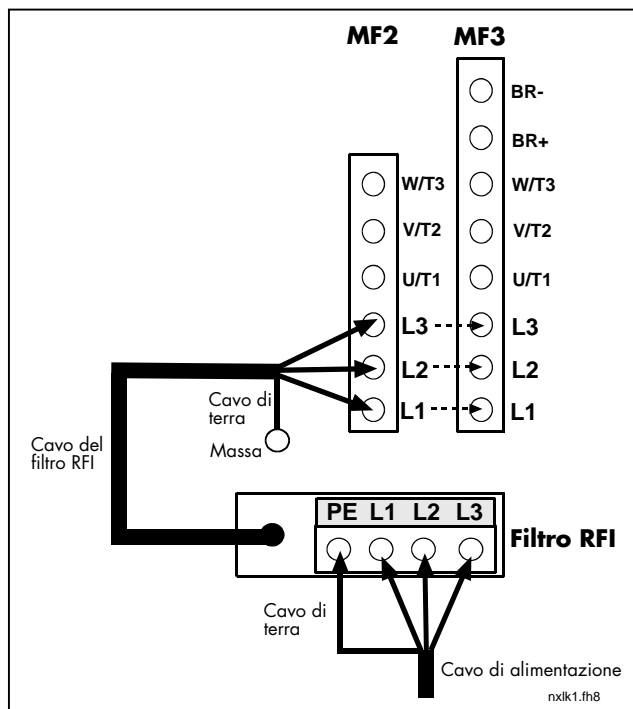 MF2 MF3
BR-
BR+
W/T3 W/T3
V/T2 V/T2
U/T1 U/T1
L3 L3
L2 L2
L1 L1
Cavo di
terra
Massa
Cavo del
filtro RFI
PE L1 L2 L3
Filtro RFI
Cavo di
terra
Cavo di alimentazione
nxlk1.fh8